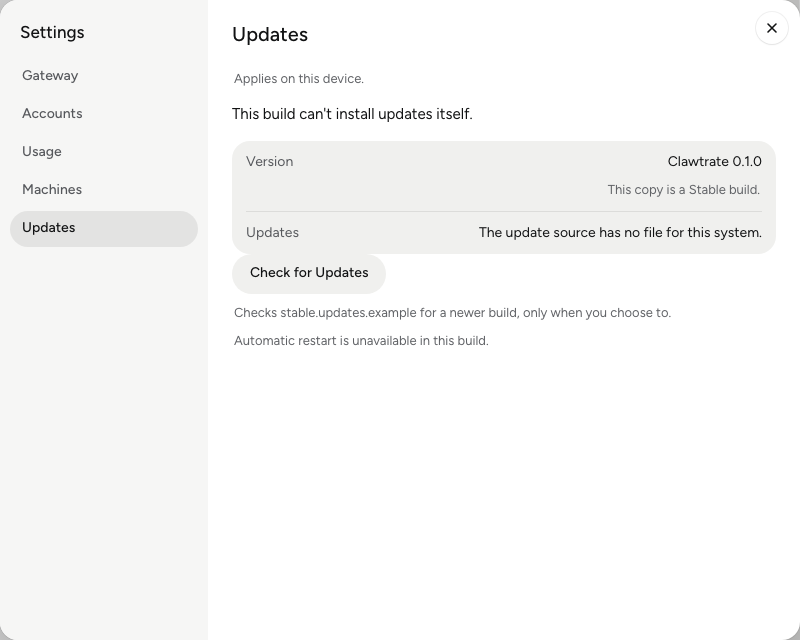 Settings
Gateway
Accounts
Usage
Machines
Updates
Updates
Applies on this device.
This build can't install updates itself.
Version
Clawtrate 0.1.0
This copy is a Stable build.
Updates
The update source has no file for this system.
Check for Updates
Checks stable.updates.example for a newer build, only when you choose to.
Automatic restart is unavailable in this build.